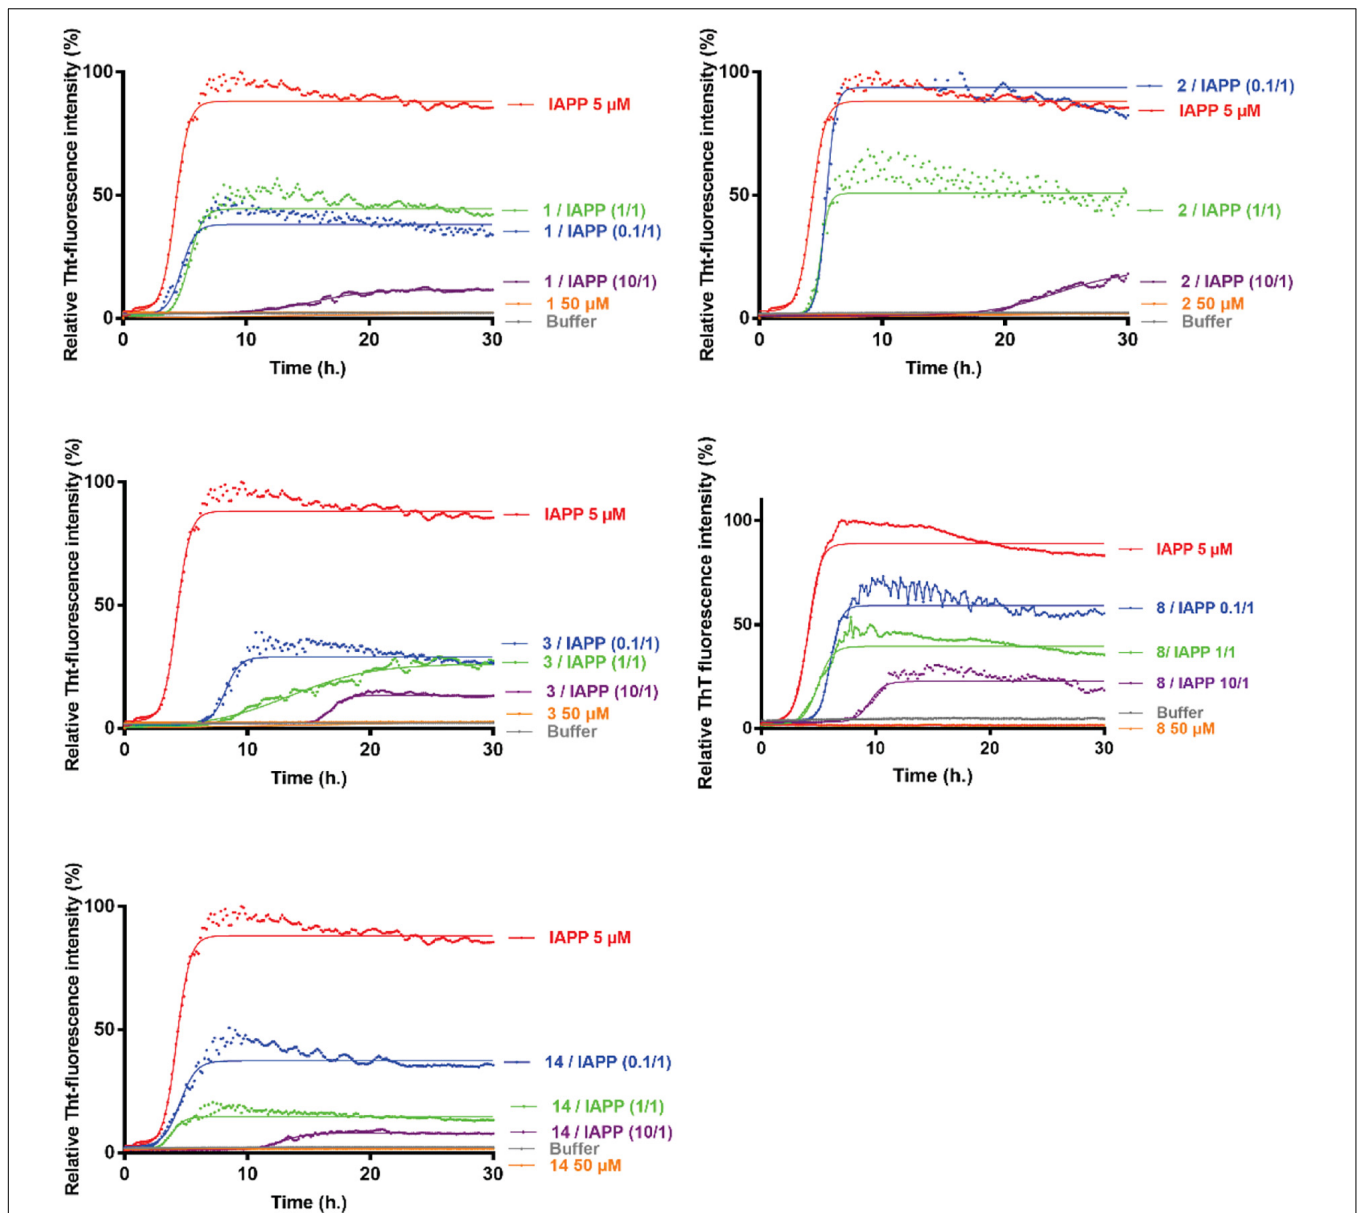 Relative Tht-fluorescence intensity (%)
100
50
0
0
10
20
30
Time (h.)
IAPP 5 µM
1 / IAPP (1/1)
1 / IAPP (0.1/1)
1 / IAPP (10/1)
1 50 µM
Buffer
Relative Tht-fluorescence intensity (%)
100
50
0
0
10
20
30
Time (h.)
2 / IAPP (0.1/1)
IAPP 5 µM
2 / IAPP (1/1)
2 / IAPP (10/1)
2 50 µM
Buffer
Relative Tht-fluorescence intensity (%)
100
50
0
0
10
20
30
Time (h.)
IAPP 5 µM
3 / IAPP (0.1/1)
3 / IAPP (1/1)
3 / IAPP (10/1)
3 50 µM
Buffer
Relative ThT fluorescence intensity (%)
100
50
0
0
10
20
30
Time (h.)
IAPP 5 µM
8 / IAPP 0.1/1
8/ IAPP 1/1
8 / IAPP 10/1
Buffer
8 50 µM
Relative Tht-fluorescence intensity (%)
100
50
0
0
10
20
30
Time (h.)
IAPP 5 µM
14 / IAPP (0.1/1)
14 / IAPP (1/1)
14 / IAPP (10/1)
Buffer
14 50 µM